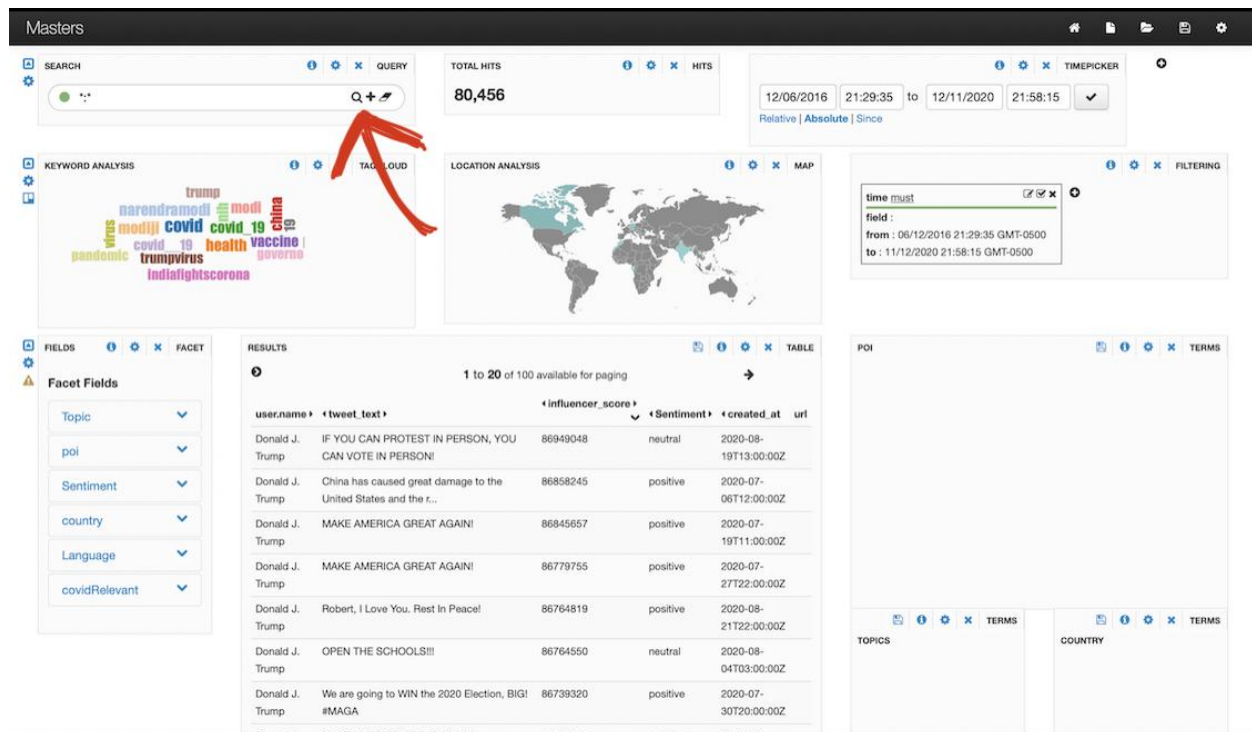 Masters
SEARCH QUERY
*:*
TOTAL HITS HITS
80,456
TIMEPICKER
12/06/2016 21:29:35 to 12/11/2020 21:58:15
Relative | Absolute | Since
KEYWORD ANALYSIS
trump
narendramodi nih modi china
virus modiji covid covid_19 19
covid__19 health vaccine
pandemic trumpvirus governo
indiafightscorona
LOCATION ANALYSIS MAP
FILTERING
time must
field :
from : 06/12/2016 21:29:35 GMT-0500
to : 11/12/2020 21:58:15 GMT-0500
FIELDS FACET
Facet Fields
Topic
poi
Sentiment
country
Language
covidRelevant
RESULTS TABLE
1 to 20 of 100 available for paging
user.name tweet_text influencer_score Sentiment created_at url
Donald J. IF YOU CAN PROTEST IN PERSON, YOU 86949048 neutral 2020-08-
Trump CAN VOTE IN PERSON! 19T13:00:00Z
Donald J. China has caused great damage to the 86858245 positive 2020-07-
Trump United States and the r... 06T12:00:00Z
Donald J. MAKE AMERICA GREAT AGAIN! 86845657 positive 2020-07-
Trump 19T11:00:00Z
Donald J. MAKE AMERICA GREAT AGAIN! 86779755 positive 2020-07-
Trump 27T22:00:00Z
Donald J. Robert, I Love You. Rest In Peace! 86764819 positive 2020-08-
Trump 21T22:00:00Z
Donald J. OPEN THE SCHOOLS!!! 86764550 neutral 2020-08-
Trump 04T03:00:00Z
Donald J. We are going to WIN the 2020 Election, BIG! 86739320 positive 2020-07-
Trump #MAGA 30T20:00:00Z
POI TERMS
TERMS
TOPICS
TERMS
COUNTRY